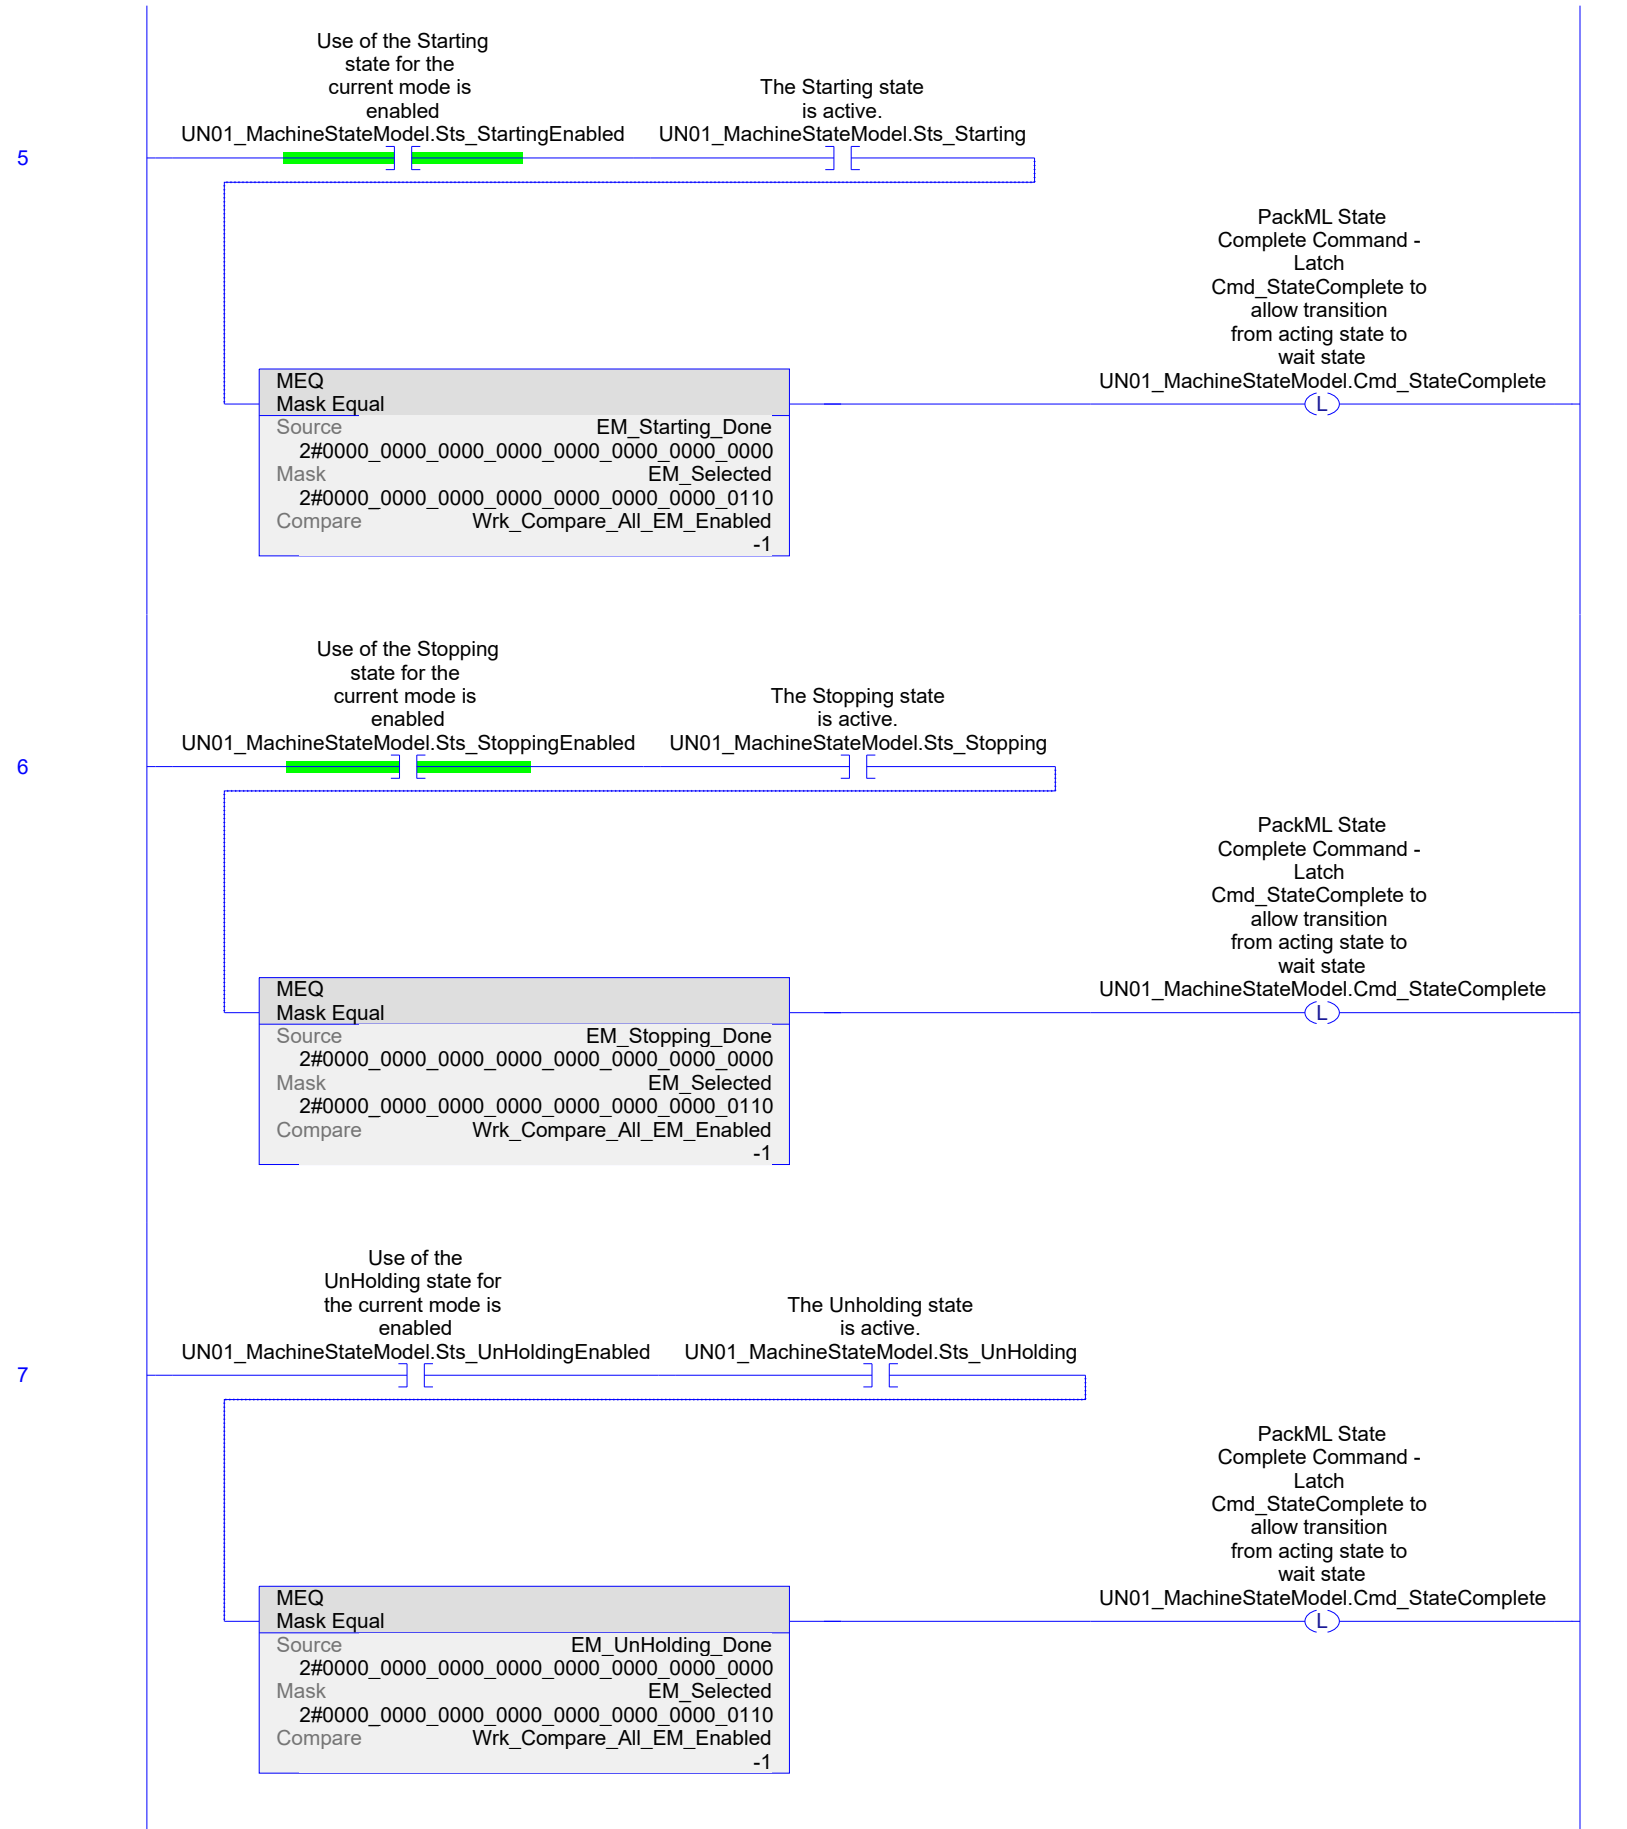 Use of the Starting
state for the
current mode is
enabled
UN01_MachineStateModel.Sts_StartingEnabled
The Starting state
is active.
UN01_MachineStateModel.Sts_Starting
5
PackML State
Complete Command -
Latch
Cmd_StateComplete to
allow transition
from acting state to
wait state
UN01_MachineStateModel.Cmd_StateComplete
L
MEQ
Mask Equal
Source EM_Starting_Done
2#0000_0000_0000_0000_0000_0000_0000_0000
Mask EM_Selected
2#0000_0000_0000_0000_0000_0000_0000_0110
Compare Wrk_Compare_All_EM_Enabled
-1
Use of the Stopping
state for the
current mode is
enabled
UN01_MachineStateModel.Sts_StoppingEnabled
The Stopping state
is active.
UN01_MachineStateModel.Sts_Stopping
6
PackML State
Complete Command -
Latch
Cmd_StateComplete to
allow transition
from acting state to
wait state
UN01_MachineStateModel.Cmd_StateComplete
L
MEQ
Mask Equal
Source EM_Stopping_Done
2#0000_0000_0000_0000_0000_0000_0000_0000
Mask EM_Selected
2#0000_0000_0000_0000_0000_0000_0000_0110
Compare Wrk_Compare_All_EM_Enabled
-1
Use of the
UnHolding state for
the current mode is
enabled
UN01_MachineStateModel.Sts_UnHoldingEnabled
The Unholding state
is active.
UN01_MachineStateModel.Sts_UnHolding
7
PackML State
Complete Command -
Latch
Cmd_StateComplete to
allow transition
from acting state to
wait state
UN01_MachineStateModel.Cmd_StateComplete
L
MEQ
Mask Equal
Source EM_UnHolding_Done
2#0000_0000_0000_0000_0000_0000_0000_0000
Mask EM_Selected
2#0000_0000_0000_0000_0000_0000_0000_0110
Compare Wrk_Compare_All_EM_Enabled
-1